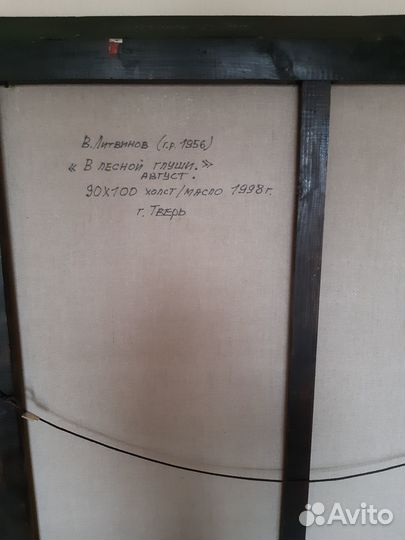 В. Литвинов (г.р. 1956)
« В лесной глуши. »
август.
90х100 холст/масло 1998 г.
г. Тверь
Avito